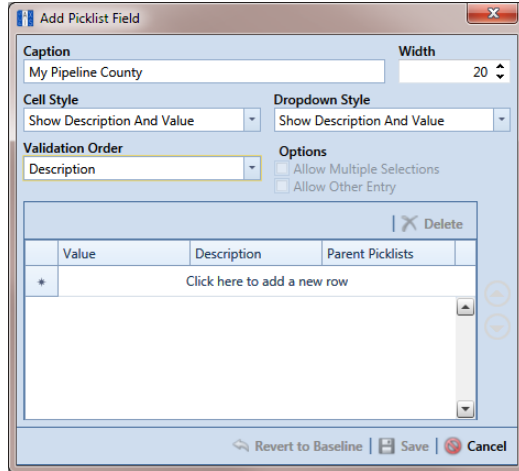 Add Picklist Field
Caption Width
My Pipeline County 20
Cell Style Dropdown Style
Show Description And Value Show Description And Value
Validation Order Options
Description Allow Multiple Selections
Allow Other Entry
Delete
Value Description Parent Picklists
Click here to add a new row
Revert to Baseline Save Cancel